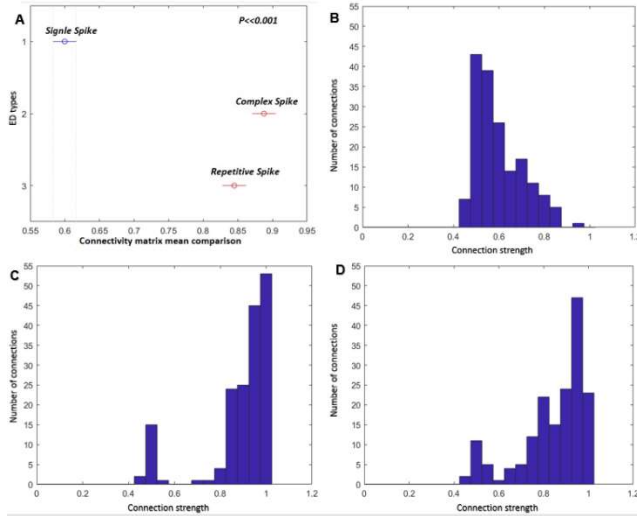 A
P<<0.001
Signle Spike
Complex Spike
Repetitive Spike
ED types
1
2
3
0.55 0.6 0.65 0.7 0.75 0.8 0.85 0.9 0.95
Connectivity matrix mean comparison
B
Number of connections
55
50
45
40
35
30
25
20
15
10
5
0
0 0.2 0.4 0.6 0.8 1 1.2
Connection strength
C
Number of connections
55
50
45
40
35
30
25
20
15
10
5
0
0 0.2 0.4 0.6 0.8 1 1.2
Connection strength
D
Number of connections
55
50
45
40
35
30
25
20
15
10
5
0
0 0.2 0.4 0.6 0.8 1 1.2
Connection strength